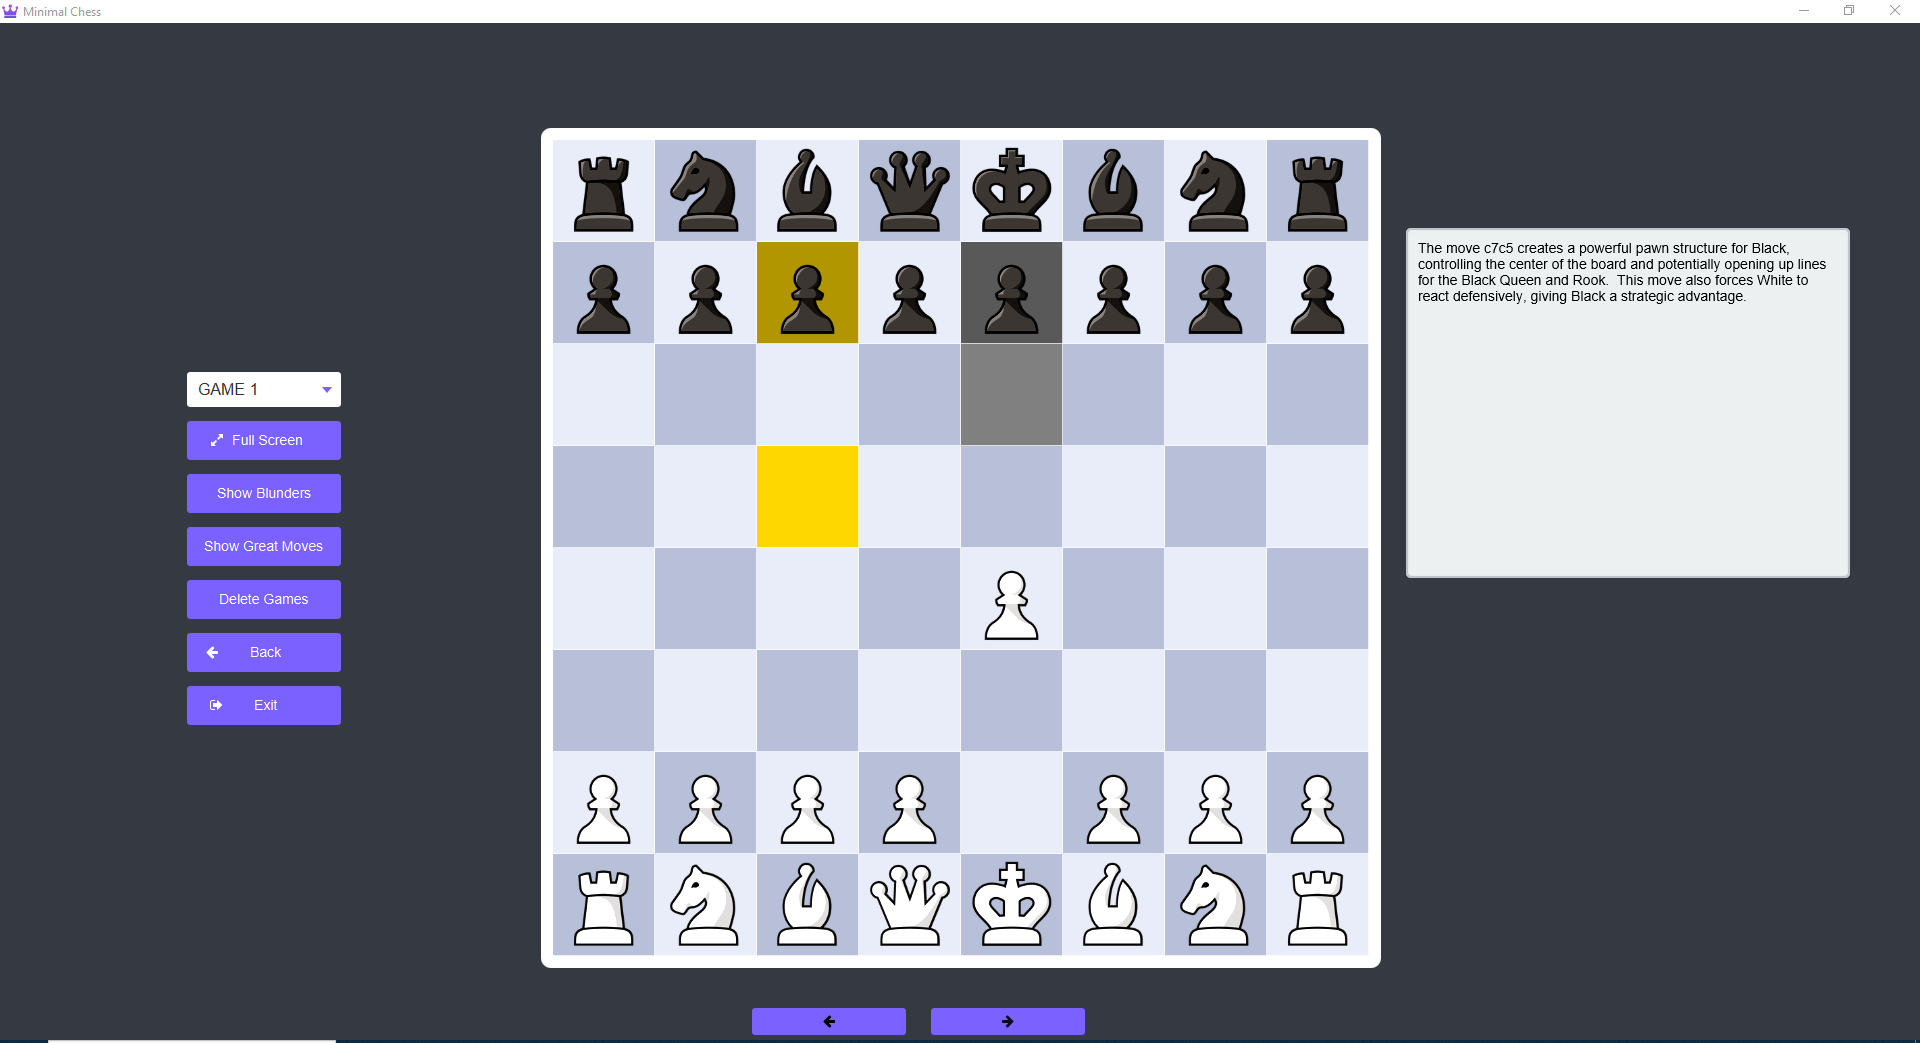 Minimal Chess
GAME 1
Full Screen
Show Blunders
Show Great Moves
Delete Games
Back
Exit
The move c7c5 creates a powerful pawn structure for Black,
controlling the center of the board and potentially opening up lines
for the Black Queen and Rook.  This move also forces White to
react defensively, giving Black a strategic advantage.